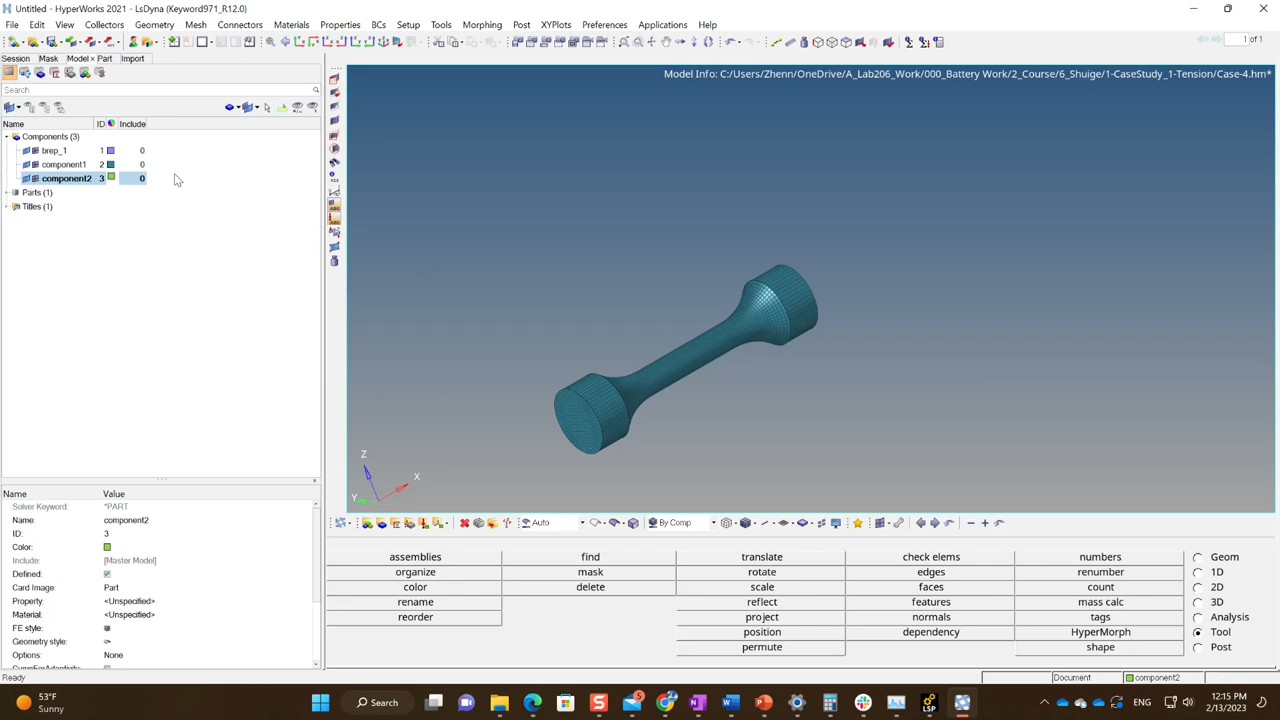 Untitled - HyperWorks 2021 - LsDyna (Keyword971_R12.0)
File Edit View Collectors Geometry Mesh Connectors Materials Properties BCs Setup Tools Morphing Post XYPlots Preferences Applications Help
1 of 1
Session Mask Model × Part Import
Model Info: C:/Users/Zhenn/OneDrive/A_Lab206_Work/000_Battery Work/2_Course/6_Shuige/1-CaseStudy_1-Tension/Case-4.hm*
Search
Name ID Include
Components (3)
brep_1 1 0
component1 2 0
component2 3 0
Parts (1)
Titles (1)
Z
X
Y
Name Value
Solver Keyword: *PART
Name: component2
ID: 3
Color:
Include: [Master Model]
Defined:
Card Image: Part
Property: <Unspecified>
Material: <Unspecified>
FE style:
Geometry style:
Options: None
Auto By Comp
assemblies find translate check elems numbers Geom
organize mask rotate edges renumber 1D
color delete scale faces count 2D
rename reflect features mass calc 3D
reorder project normals tags Analysis
position dependency HyperMorph Tool
permute shape Post
Ready Document component2
53°F
Sunny
Search
5
ENG
12:15 PM
2/13/2023